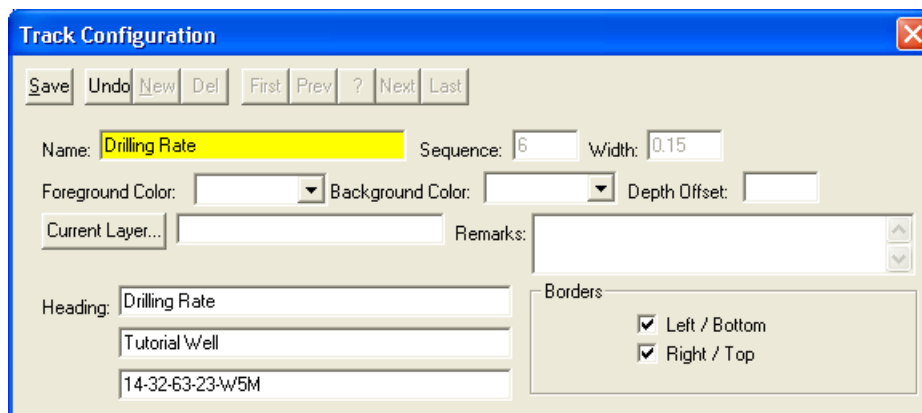 Track Configuration
Save Undo New Del First Prev ? Next Last
Name: Drilling Rate Sequence: 6 Width: 0.15
Foreground Color: Background Color: Depth Offset:
Current Layer... Remarks:
Heading: Drilling Rate
Tutorial Well
14-32-63-23-W5M
Borders
Left / Bottom
Right / Top